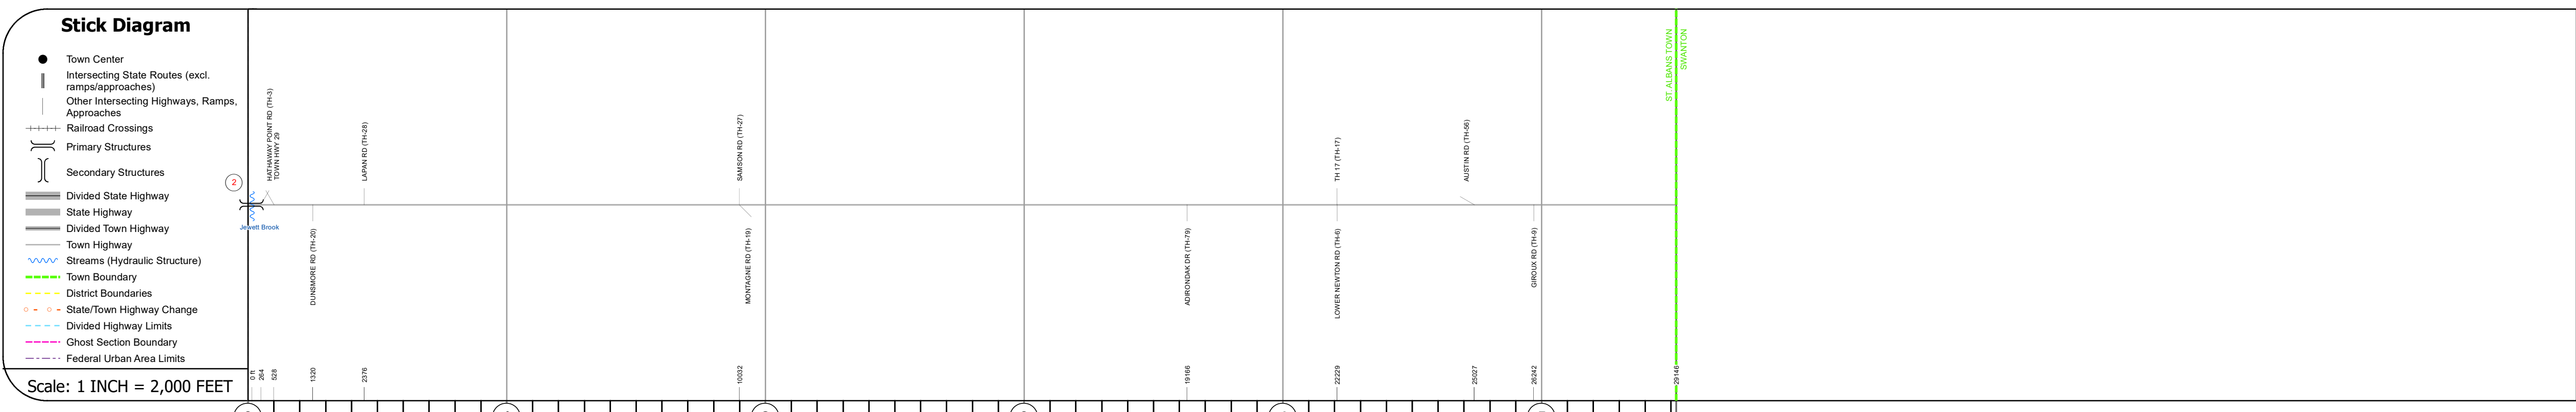 Stick Diagram
Town Center
Intersecting State Routes (excl.
ramps/approaches)
Other Intersecting Highways, Ramps,
Approaches
Railroad Crossings
Primary Structures
Secondary Structures
Divided State Highway
State Highway
Divided Town Highway
Town Highway
Streams (Hydraulic Structure)
Town Boundary
District Boundaries
State/Town Highway Change
Divided Highway Limits
Ghost Section Boundary
Federal Urban Area Limits
Scale: 1 INCH = 2,000 FEET
2
Jewett Brook
HATHAWAY POINT RD (TH-3)
TOWN HWY 29
LAPAN RD (TH-28)
SAMSON RD (TH-27)
TH 17 (TH-17)
AUSTIN RD (TH-56)
ST. ALBANS TOWN
SWANTON
DUNSMORE RD (TH-20)
MONTAGNE RD (TH-19)
ADIRONDAK DR (TH-79)
LOWER NEWTON RD (TH-6)
GIROUX RD (TH-9)
0 ft
264
528
1320
2376
10032
19166
22229
25027
26242
29146